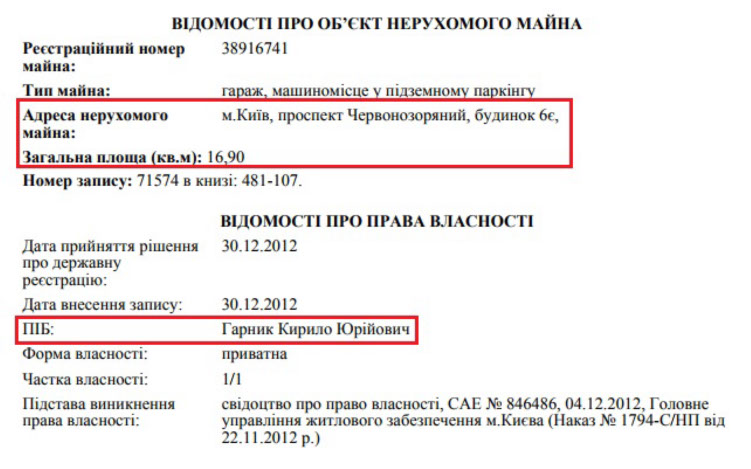 ВІДОМОСТІ ПРО ОБ’ЄКТ НЕРУХОМОГО МАЙНА
Реєстраційний номер майна: 38916741
Тип майна: гараж, машиномісце у підземному паркінгу
Адреса нерухомого майна: м.Київ, проспект Червонозоряний, будинок 6є,
Загальна площа (кв.м): 16,90
Номер запису: 71574 в книзі: 481-107.
ВІДОМОСТІ ПРО ПРАВА ВЛАСНОСТІ
Дата прийняття рішення про державну реєстрацію: 30.12.2012
Дата внесення запису: 30.12.2012
ПІБ: Гарник Кирило Юрійович
Форма власності: приватна
Частка власності: 1/1
Підстава виникнення права власності: свідоцтво про право власності, САЕ № 846486, 04.12.2012, Головне
управління житлового забезпечення м.Києва (Наказ № 1794-С/НП від
22.11.2012 р.)